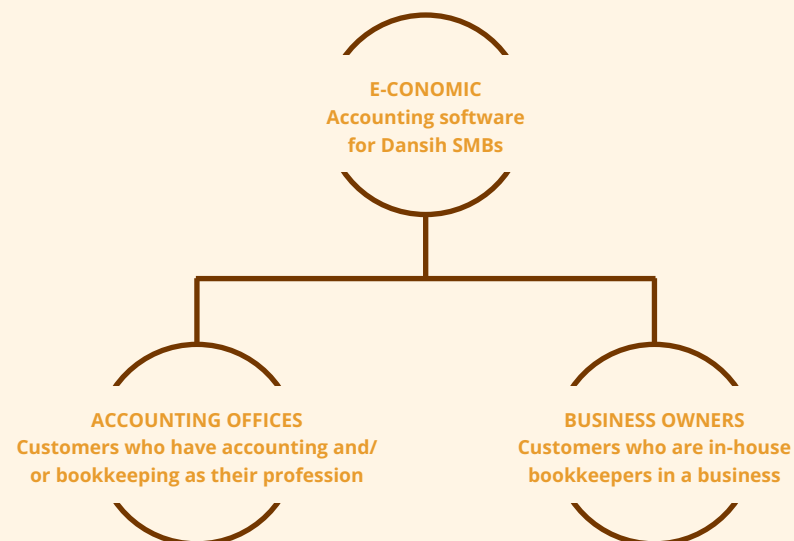 E-CONOMIC
Accounting software
for Dansih SMBs
ACCOUNTING OFFICES
Customers who have accounting and/
or bookkeeping as their profession
BUSINESS OWNERS
Customers who are in-house
bookkeepers in a business